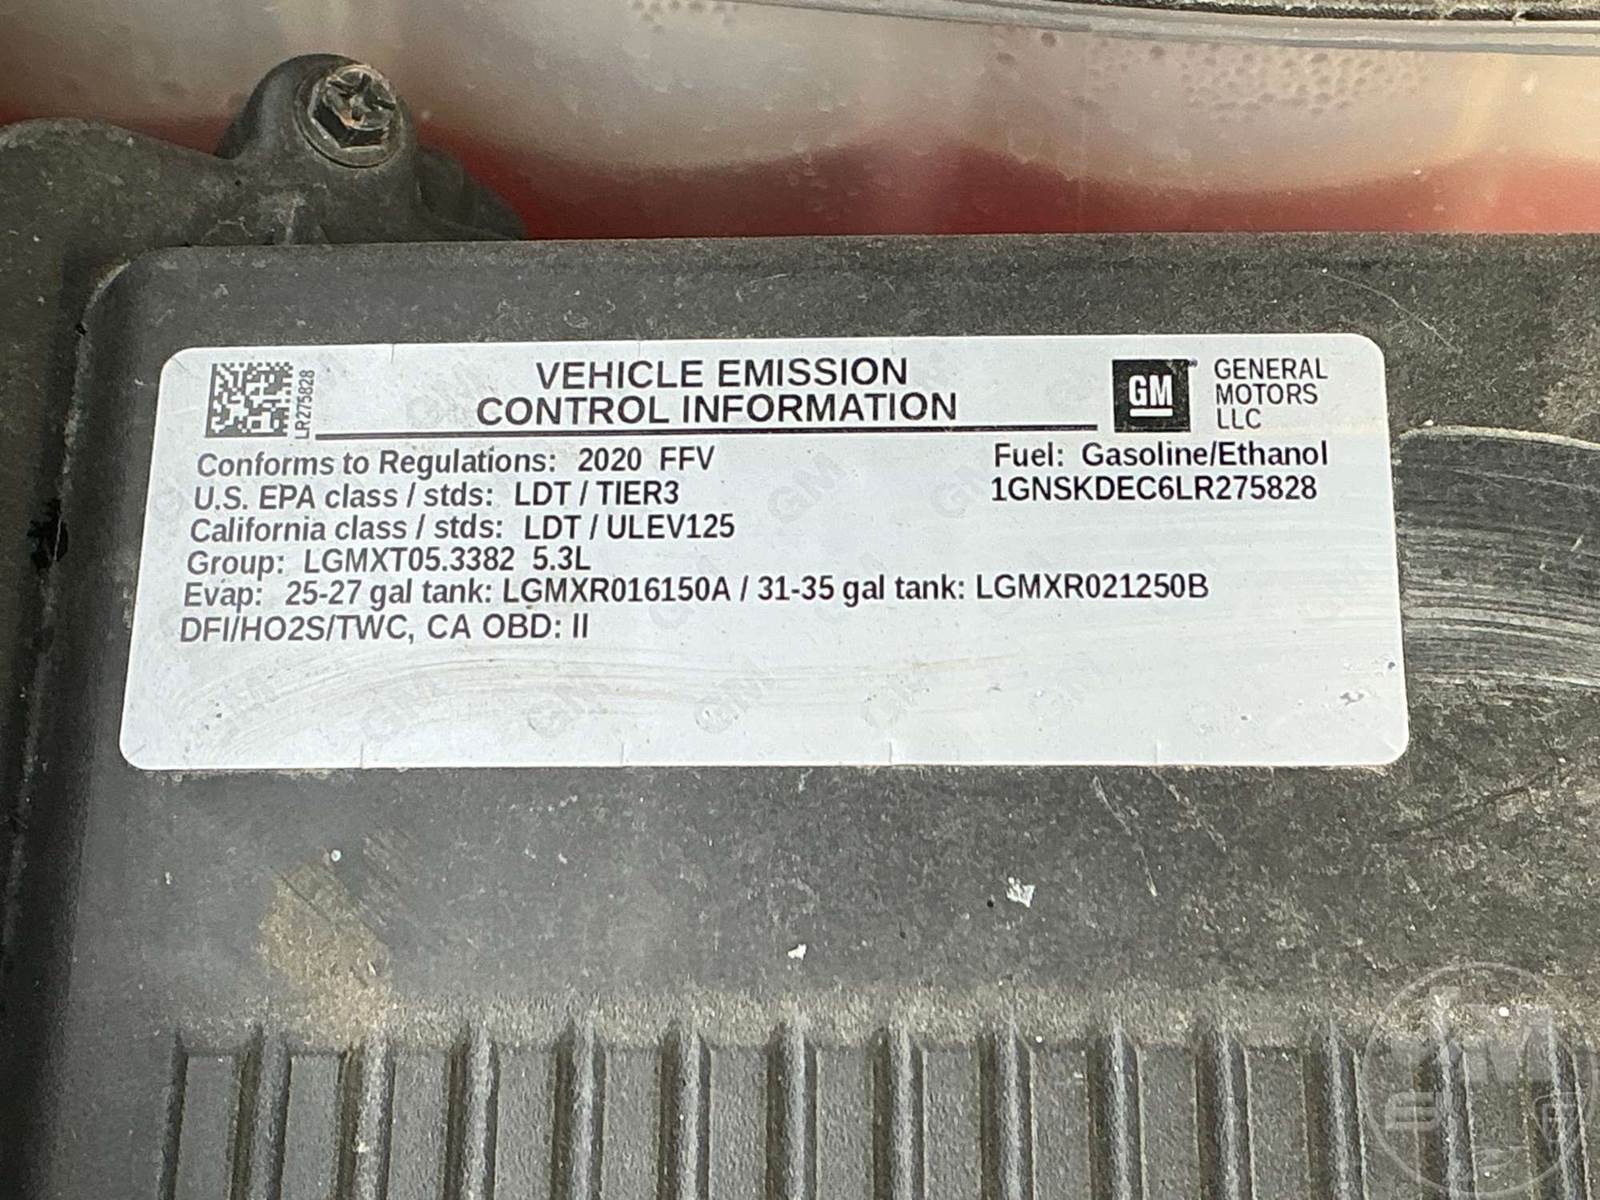 LR275828
VEHICLE EMISSION
CONTROL INFORMATION
GM
GENERAL
MOTORS
LLC
Conforms to Regulations: 2020 FFV
Fuel: Gasoline/Ethanol
U.S. EPA class / stds: LDT / TIER3
1GNSKDEC6LR275828
California class / stds: LDT / ULEV125
Group: LGMXT05.3382 5.3L
Evap: 25-27 gal tank: LGMXR016150A / 31-35 gal tank: LGMXR021250B
DFI/HO2S/TWC, CA OBD: II